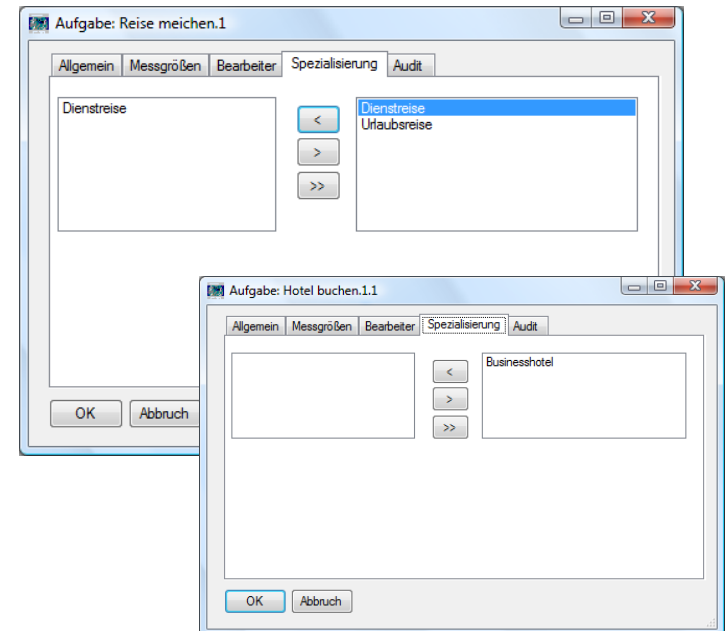 Aufgabe: Reise meichen.1
Allgemein Messgrößen Bearbeiter Spezialisierung Audit
Dienstreise
<
>
>>
Dienstreise
Urlaubsreise
OK Abbruch
Aufgabe: Hotel buchen.1.1
Allgemein Messgrößen Bearbeiter Spezialisierung Audit
<
>
>>
Businesshotel
OK Abbruch